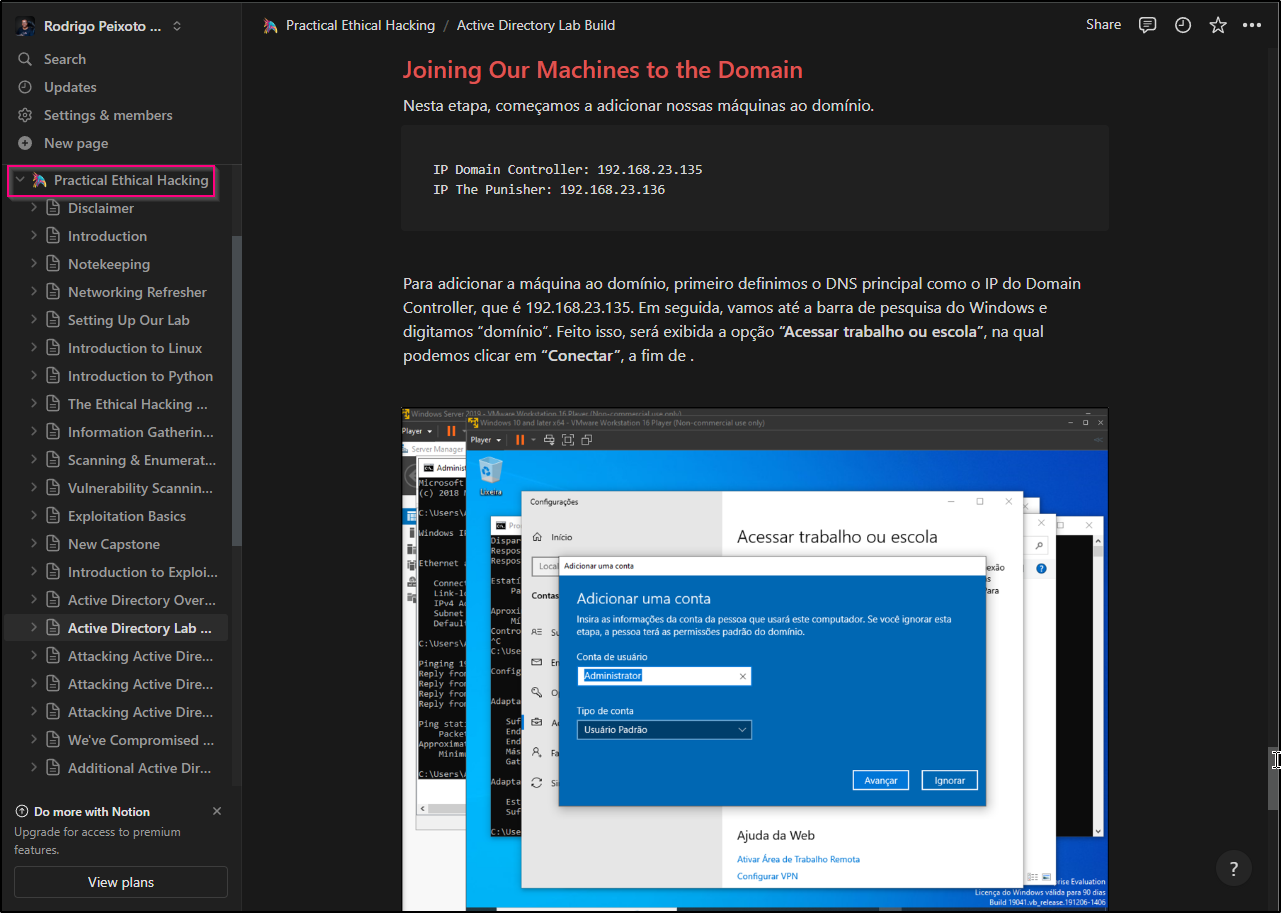 Rodrigo Peixoto ...
Search
Updates
Settings & members
New page
Practical Ethical Hacking
Disclaimer
Introduction
Notekeeping
Networking Refresher
Setting Up Our Lab
Introduction to Linux
Introduction to Python
The Ethical Hacking ...
Information Gatherin...
Scanning & Enumerat...
Vulnerability Scannin...
Exploitation Basics
New Capstone
Introduction to Exploi...
Active Directory Over...
Active Directory Lab ...
Attacking Active Dire...
Attacking Active Dire...
Attacking Active Dire...
We've Compromised ...
Additional Active Dir...
Do more with Notion
Upgrade for access to premium
features.
View plans
Practical Ethical Hacking / Active Directory Lab Build
Share
Joining Our Machines to the Domain
Nesta etapa, começamos a adicionar nossas máquinas ao domínio.
IP Domain Controller: 192.168.23.135
IP The Punisher: 192.168.23.136
Para adicionar a máquina ao domínio, primeiro definimos o DNS principal como o IP do Domain
Controller, que é 192.168.23.135. Em seguida, vamos até a barra de pesquisa do Windows e
digitamos “domínio”. Feito isso, será exibida a opção “Acessar trabalho ou escola”, na qual
podemos clicar em “Conectar”, a fim de .
Windows Server 2019 - VMware Workstation 16 Player (Non-commercial use only)
Player
Windows 10 and later x64 - VMware Workstation 16 Player (Non-commercial use only)
Player
Server Manager
Administ
Microsoft
(c) 2018 M
C:\Users\A
Windows IP
Ethernet a
Connec
Link-lo
IPv4 Ad
Subnet
Defaul
C:\Users\A
Pinging 19
Reply from
Reply from
Reply from
Reply from
Ping stati
Packet
Approximat
Minimu
C:\Users\A
Lixeira
Pro
Dispar
Respos
Respos
Estatí
Pa
Aproxi
Mí
Contro
^C
C:\Use
Config
Adapta
Suf
End
End
Más
Gat
Adapta
Est
Suf
C:\Use
Configurações
Início
Local
Contas
Su
En
Op
Ac
Fa
Si
Acessar trabalho ou escola
exão
s
Para
Adicionar uma conta
Adicionar uma conta
Insira as informações da conta da pessoa que usará este computador. Se você ignorar esta
etapa, a pessoa terá as permissões padrão do domínio.
Conta de usuário
Administrator
Tipo de conta
Usuário Padrão
Avançar
Ignorar
Ajuda da Web
Ativar Área de Trabalho Remota
Configurar VPN
rise Evaluation
Licença do Windows válida para 90 dias
Build 19041.vb_release.191206-1406
?